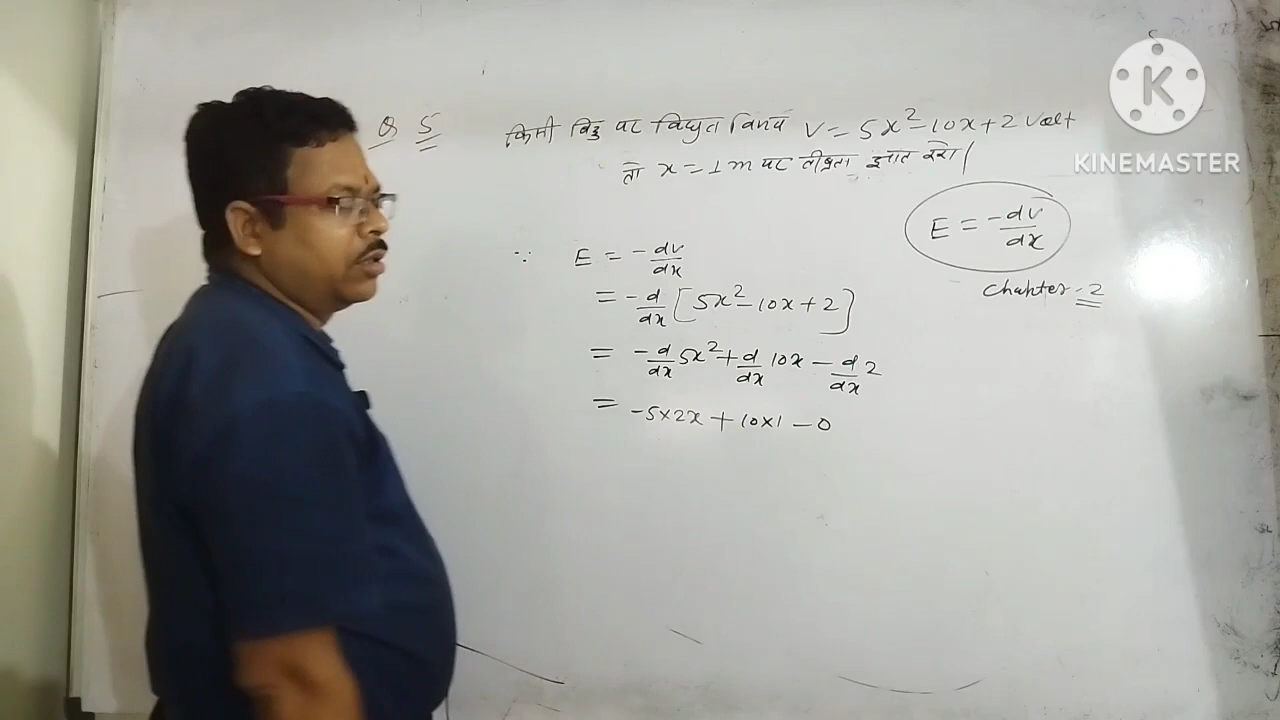 Q 5 किसी बिंदु पर विद्युत विभव V = 5x² - 10x + 2 Volt
तो x = 1m पर तीव्रता ज्ञात करो।
KINEMASTER
E = -dv/dx
Chapter-2
∵ E = -dv/dx
= -d/dx [5x² - 10x + 2]
= -d/dx 5x² + d/dx 10x - d/dx 2
= -5×2x + 10×1 - 0